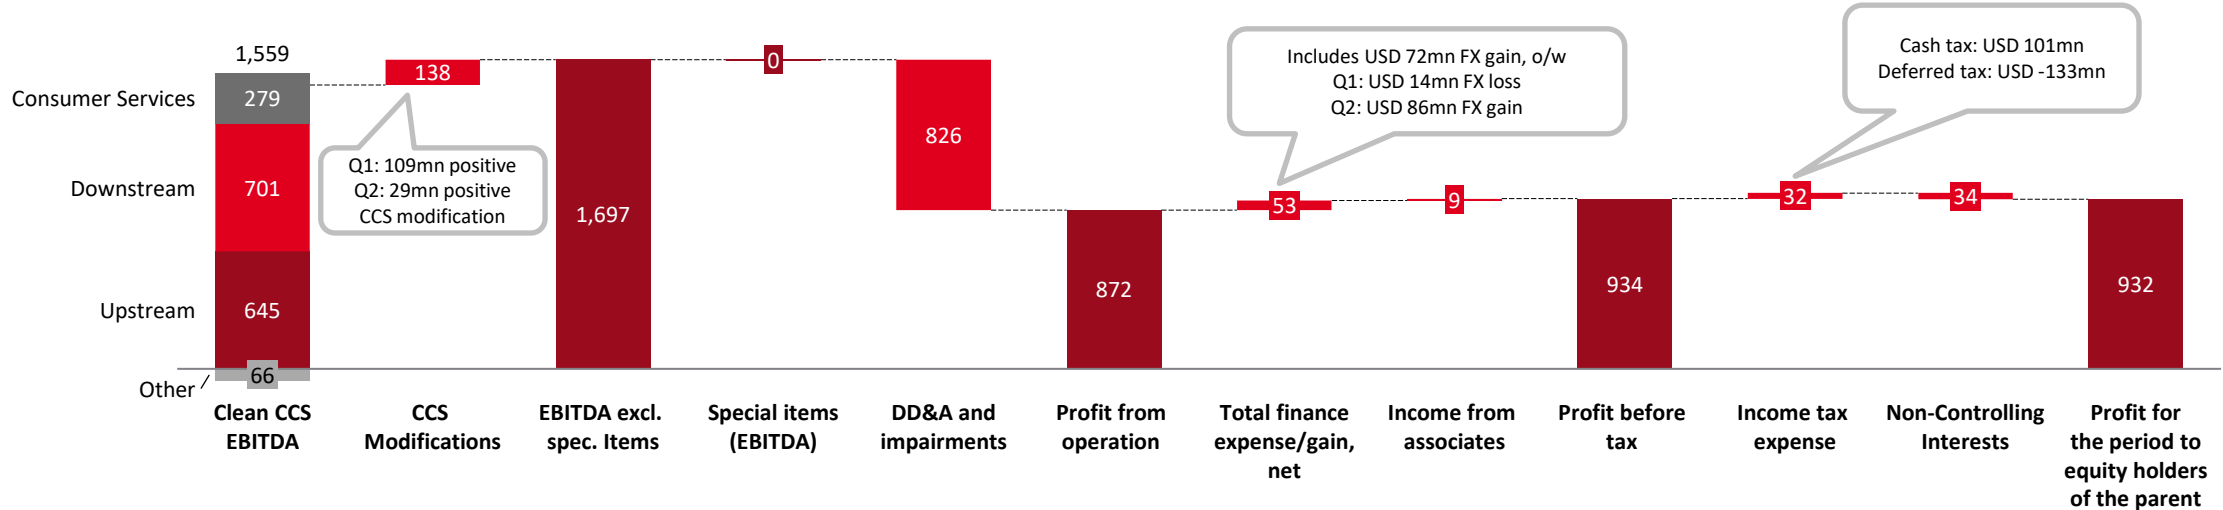 1,559
Consumer Services
279
Downstream
701
Upstream
645
Other
66
138
Q1: 109mn positive
Q2: 29mn positive
CCS modification
1,697
0
826
872
Includes USD 72mn FX gain, o/w
Q1: USD 14mn FX loss
Q2: USD 86mn FX gain
53
9
934
Cash tax: USD 101mn
Deferred tax: USD -133mn
32
34
932
Clean CCS
EBITDA
CCS
Modifications
EBITDA excl.
spec. Items
Special items
(EBITDA)
DD&A and
impairments
Profit from
operation
Total finance
expense/gain,
net
Income from
associates
Profit before
tax
Income tax
expense
Non-Controlling
Interests
Profit for
the period to
equity holders
of the parent